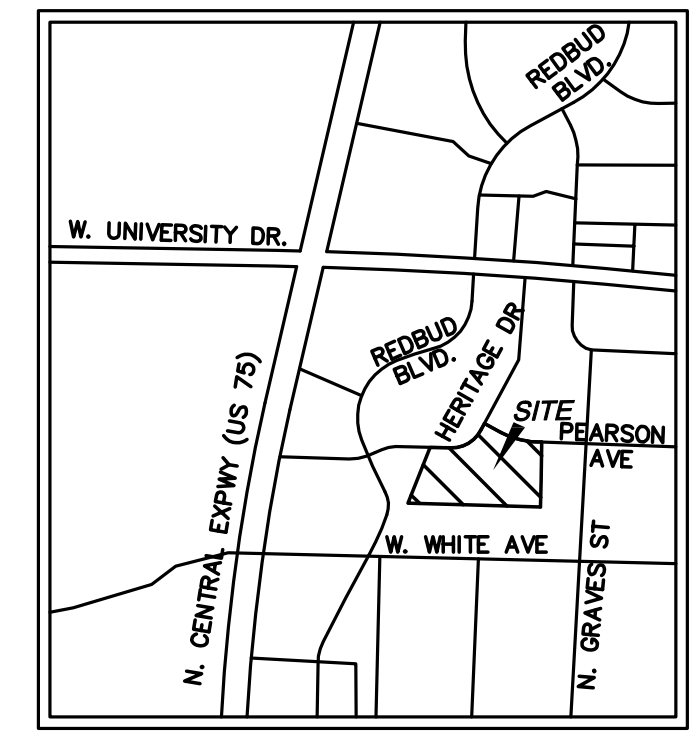 REDBUD
BLVD.
W. UNIVERSITY DR.
REDBUD
BLVD.
HERITAGE DR
N. CENTRAL EXPWY (US 75)
SITE
PEARSON
AVE
W. WHITE AVE
N. GRAVES ST